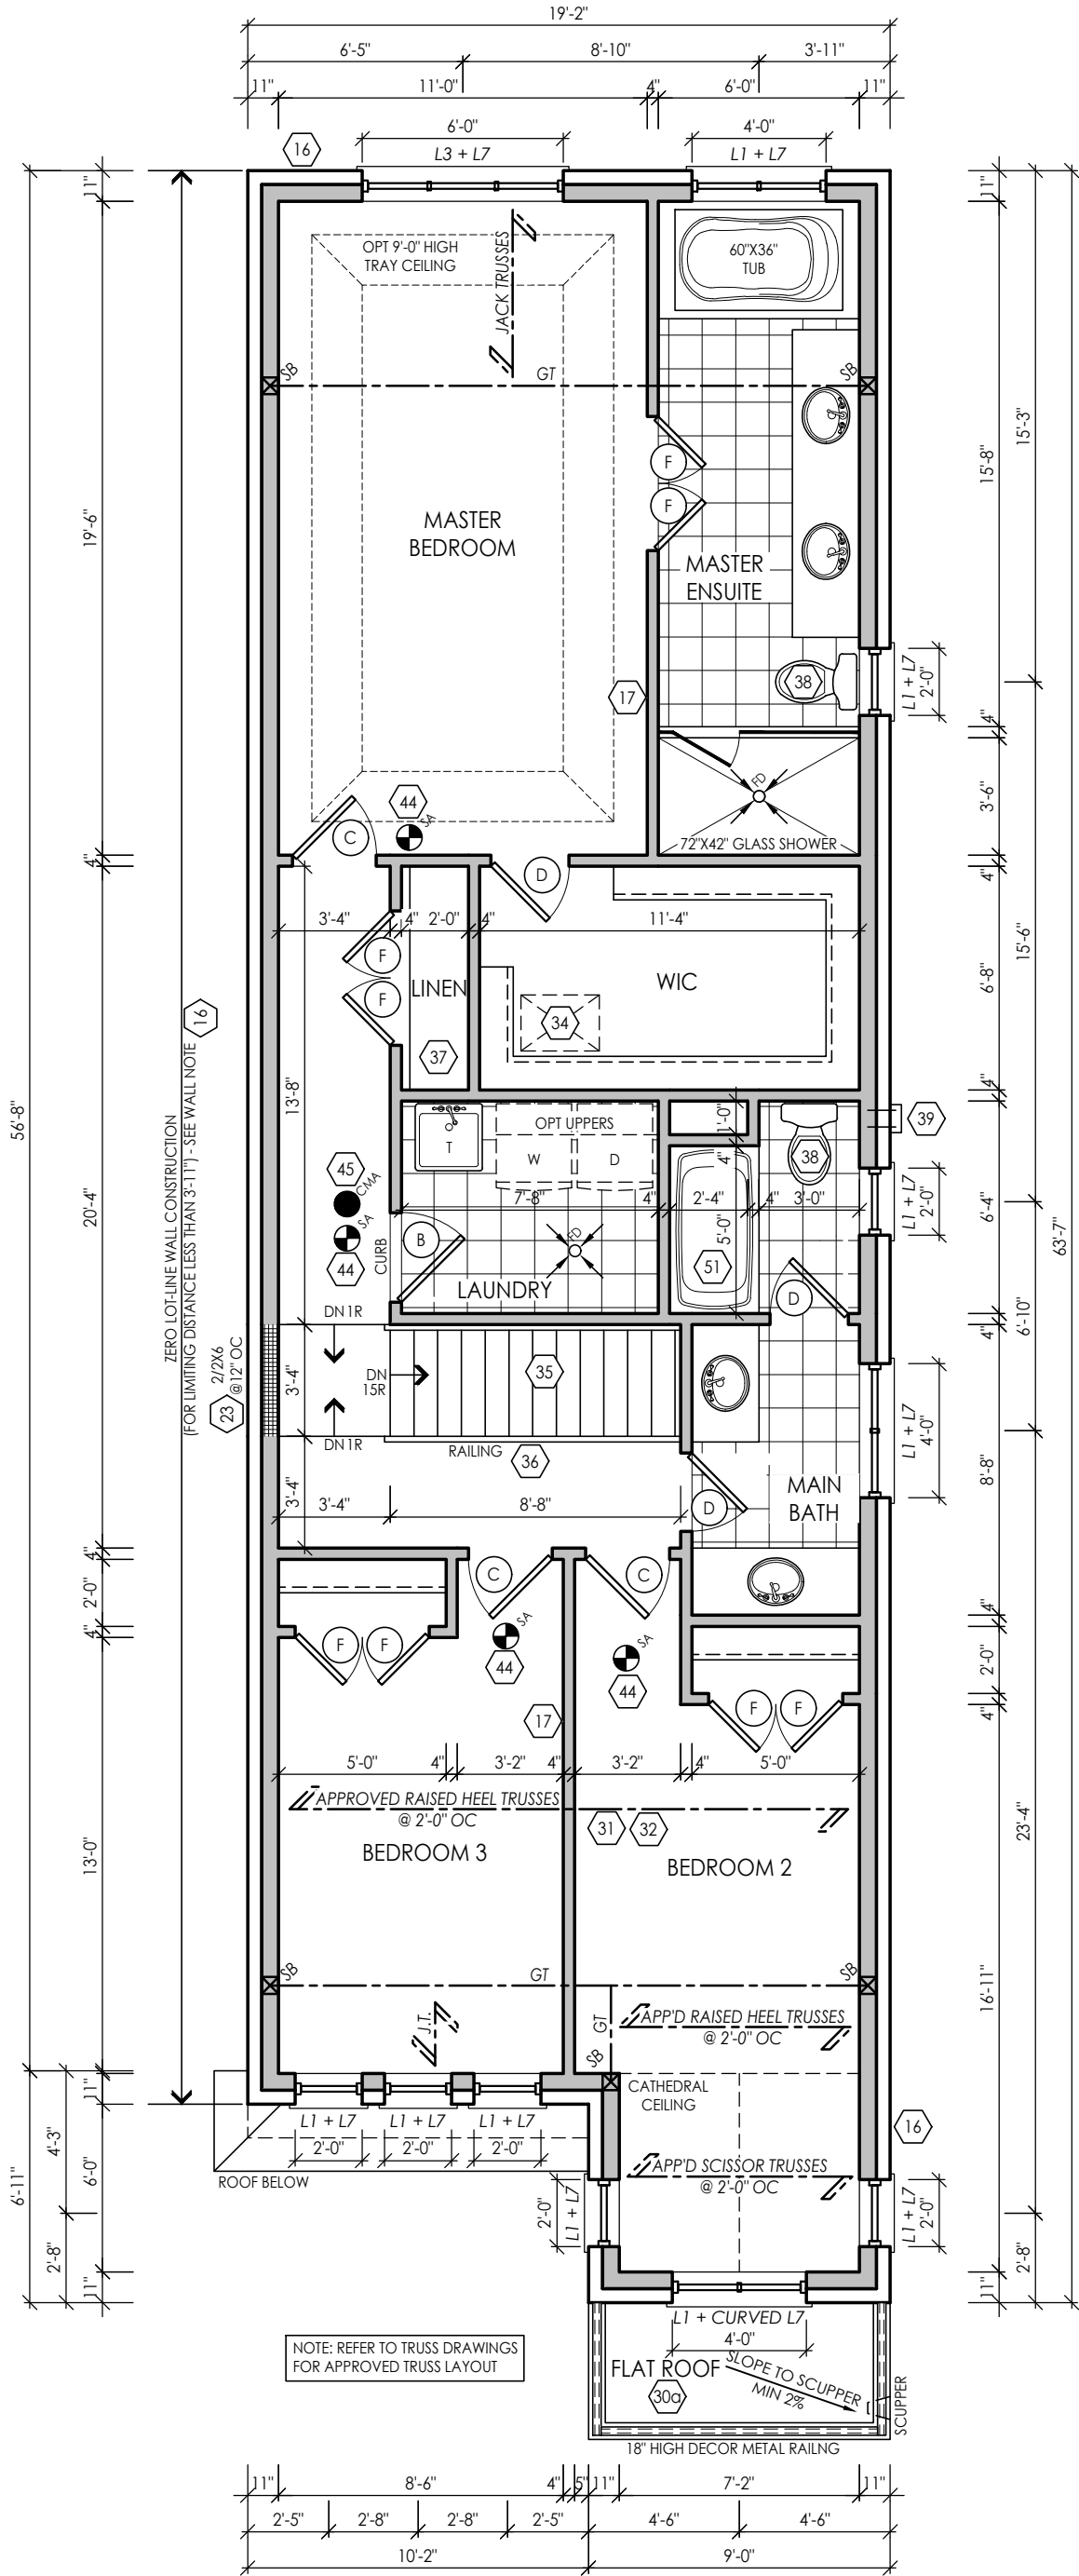 19'-2"
6'-5" 8'-10" 3'-11"
11" 11'-0" 4" 6'-0" 11"
6'-0" 4'-0"
16 L3 + L7 L1 + L7
11" 11"
OPT 9'-0" HIGH
TRAY CEILING
JACK TRUSSES
60"X36"
TUB
SB GT SB
15'-3"
15'-8"
19'-6"
F
F
MASTER
BEDROOM
MASTER
ENSUITE
17
38
L1 + L7
2'-0"
4"
3'-6"
FD
72"X42" GLASS SHOWER
44
SA
C
D
4" 4"
3'-4" 4" 2'-0" 4" 11'-4"
15'-6"
6'-8"
F
F
LINEN
WIC
34
37
56'-8"
ZERO LOT-LINE WALL CONSTRUCTION
(FOR LIMITING DISTANCE LESS THAN 3'-11") - SEE WALL NOTE 16
13'-8"
4"
OPT UPPERS
T W D
1'-0"
4"
38
39
45
CMA
SA
44
20'-4"
7'-8" 4" 2'-4" 4" 3'-0"
5'-0"
L1 + L7
2'-0"
6'-4"
63'-7"
CURB
B
FD
LAUNDRY
51
D
DN 1R
4"
6'-10"
23
2/2X6
@12" OC
3'-4"
DN
15R
35
DN 1R
RAILING
36
L1 + L7
4'-0"
8'-8"
3'-4"
3'-4" 8'-8"
D
MAIN
BATH
4"
2'-0"
4"
C C
F F
SA
44
SA
44
4"
2'-0"
4"
F F
17
5'-0" 4" 3'-2" 4" 3'-2" 4" 5'-0"
APPROVED RAISED HEEL TRUSSES
@ 2'-0" OC
31 32
BEDROOM 3
BEDROOM 2
13'-0"
23'-4"
16'-11"
SB GT SB
J.T.
GT
SB
APP'D RAISED HEEL TRUSSES
@ 2'-0" OC
CATHEDRAL
CEILING
11"
4'-3"
6'-0"
6'-11"
2'-8"
11"
L1 + L7 L1 + L7 L1 + L7
2'-0" 2'-0" 2'-0"
ROOF BELOW
16
APP'D SCISSOR TRUSSES
@ 2'-0" OC
2'-0"
L1 + L7
L1 + L7
2'-0"
2'-8"
11"
L1 + CURVED L7
4'-0"
NOTE: REFER TO TRUSS DRAWINGS
FOR APPROVED TRUSS LAYOUT
FLAT ROOF
30a
SLOPE TO SCUPPER
MIN 2%
SCUPPER
18" HIGH DECOR METAL RAILNG
11" 8'-6" 4" 5" 11" 7'-2" 11"
2'-5" 2'-8" 2'-8" 2'-5" 4'-6" 4'-6"
10'-2" 9'-0"